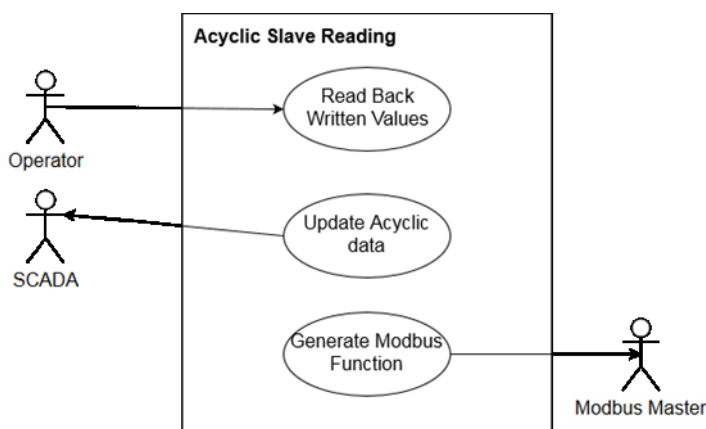 Acyclic Slave Reading
Read Back
Written Values
Operator
Update Acyclic
data
SCADA
Generate Modbus
Function
Modbus Master